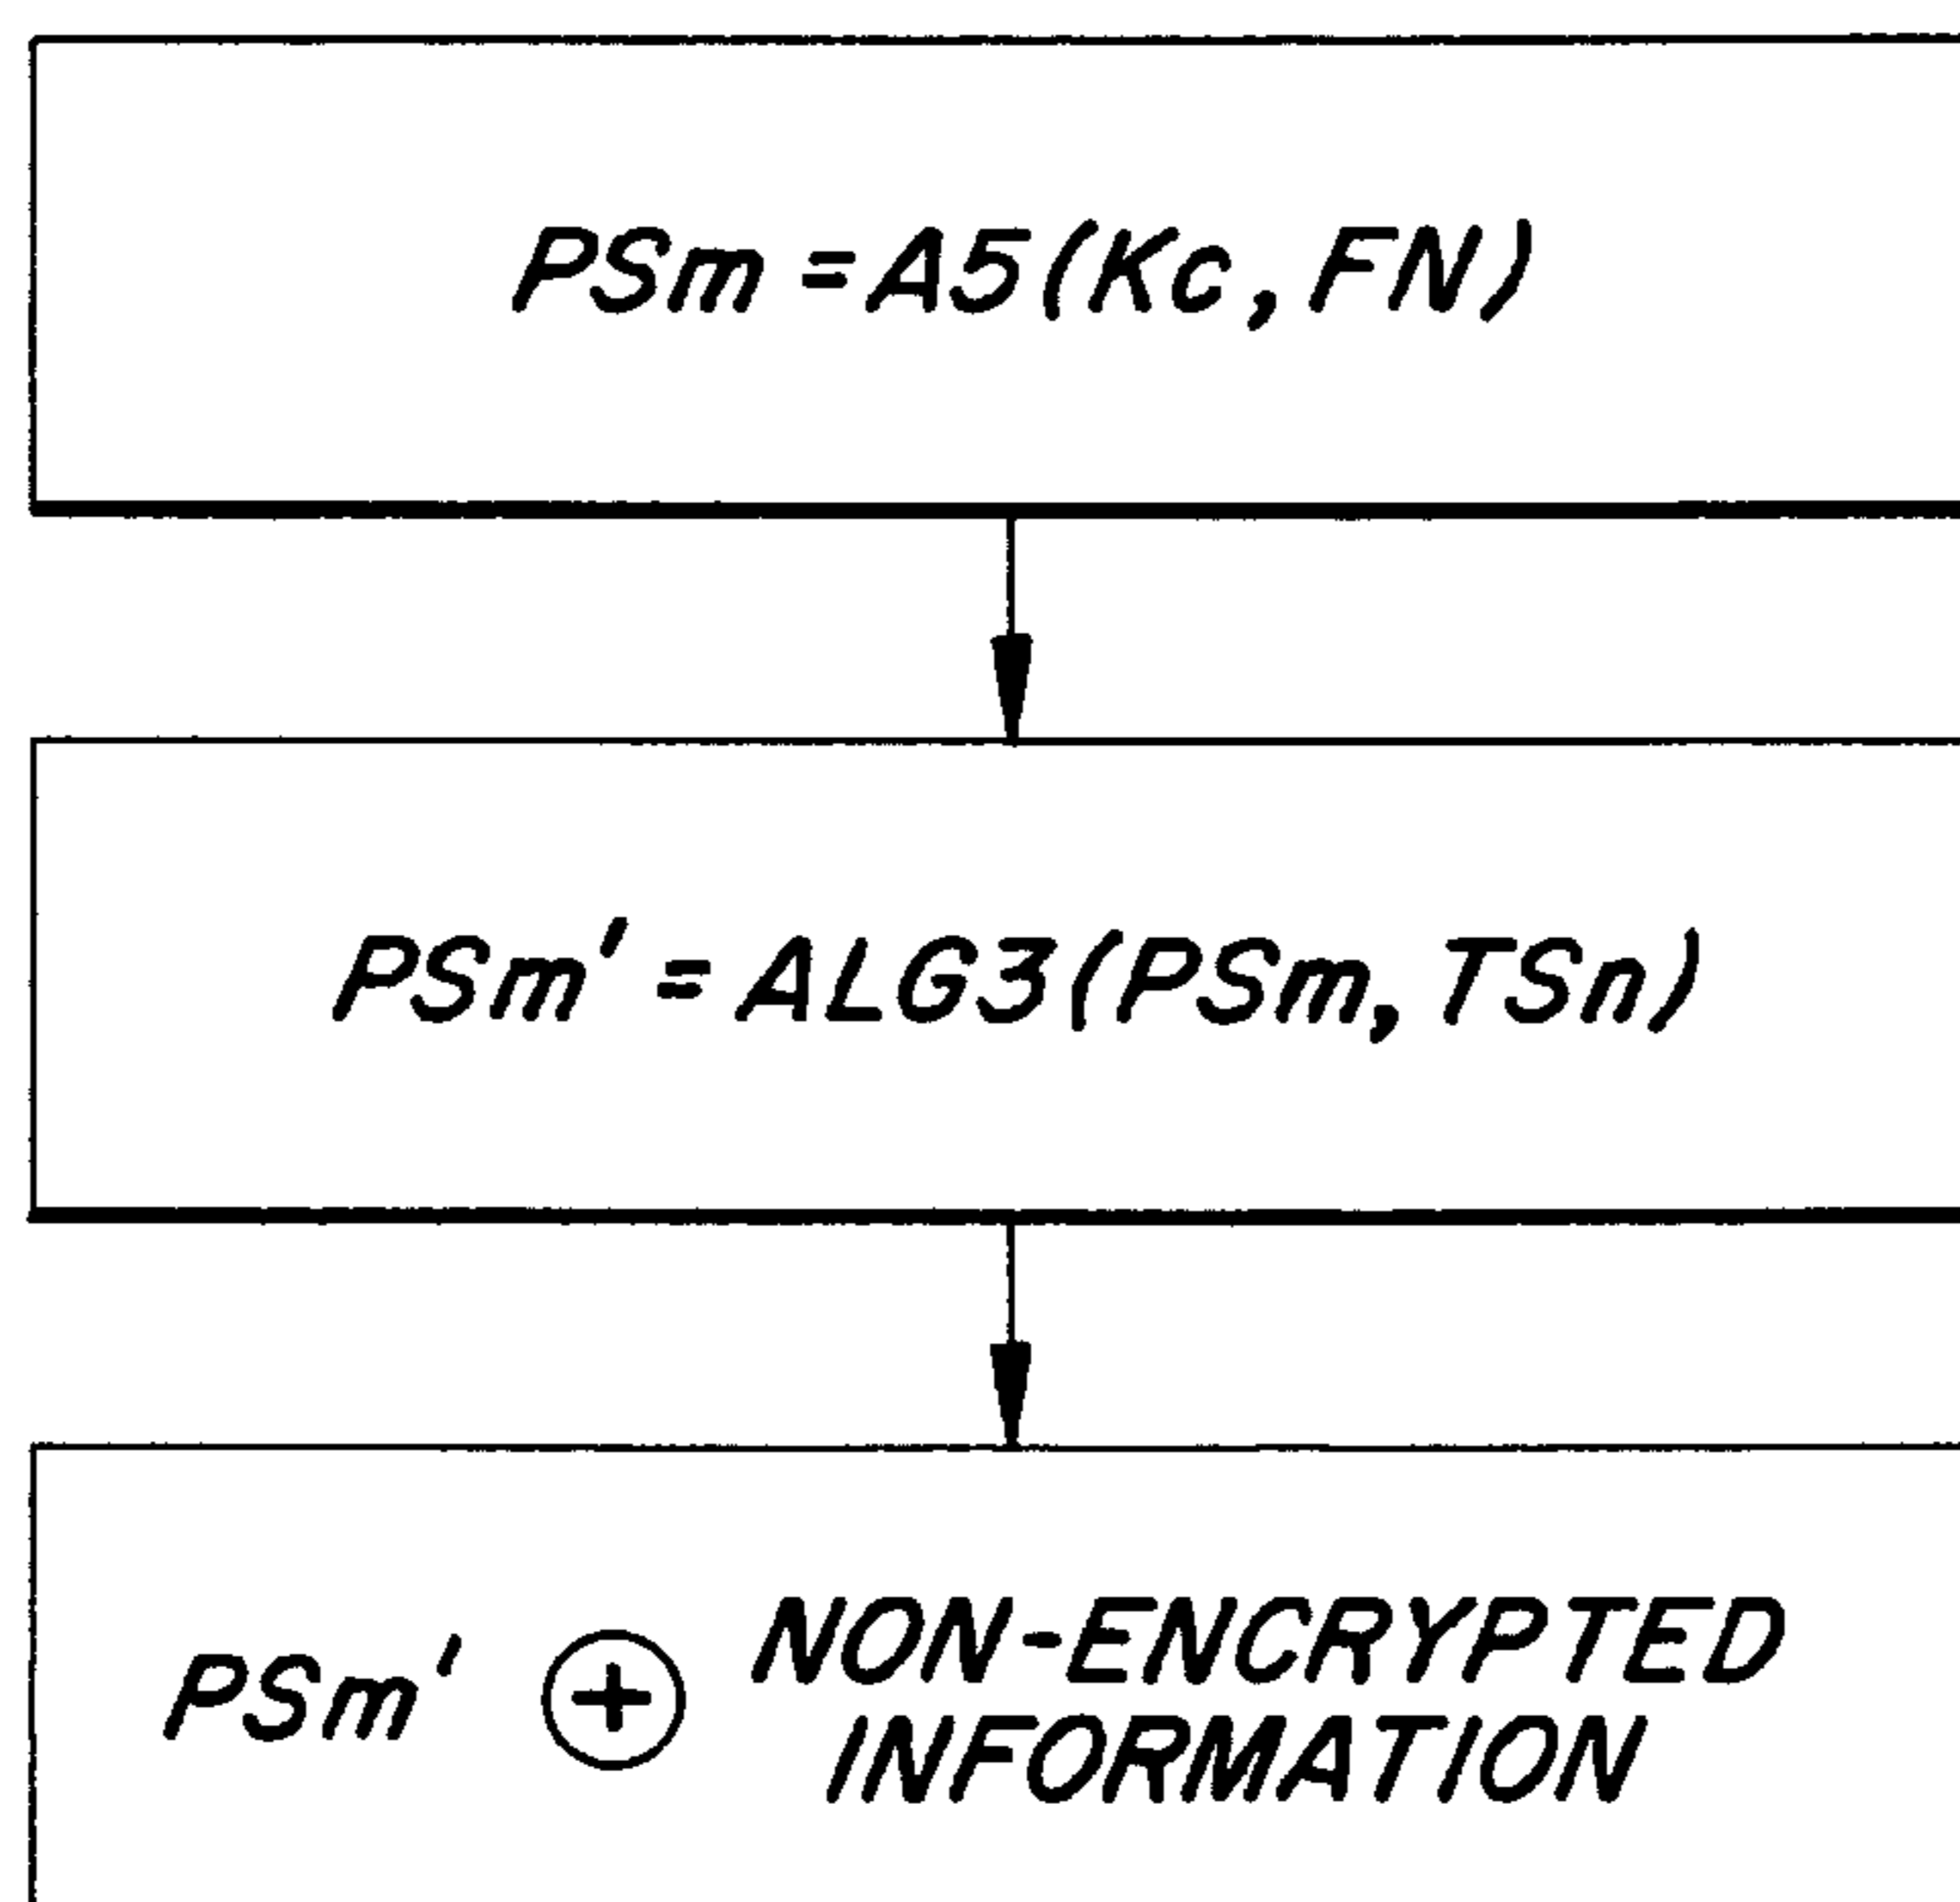 PSm = A5(Kc, FN)
PSm' = ALG3(PSm, TSn)
PSm' ⊕ NON-ENCRYPTED
INFORMATION